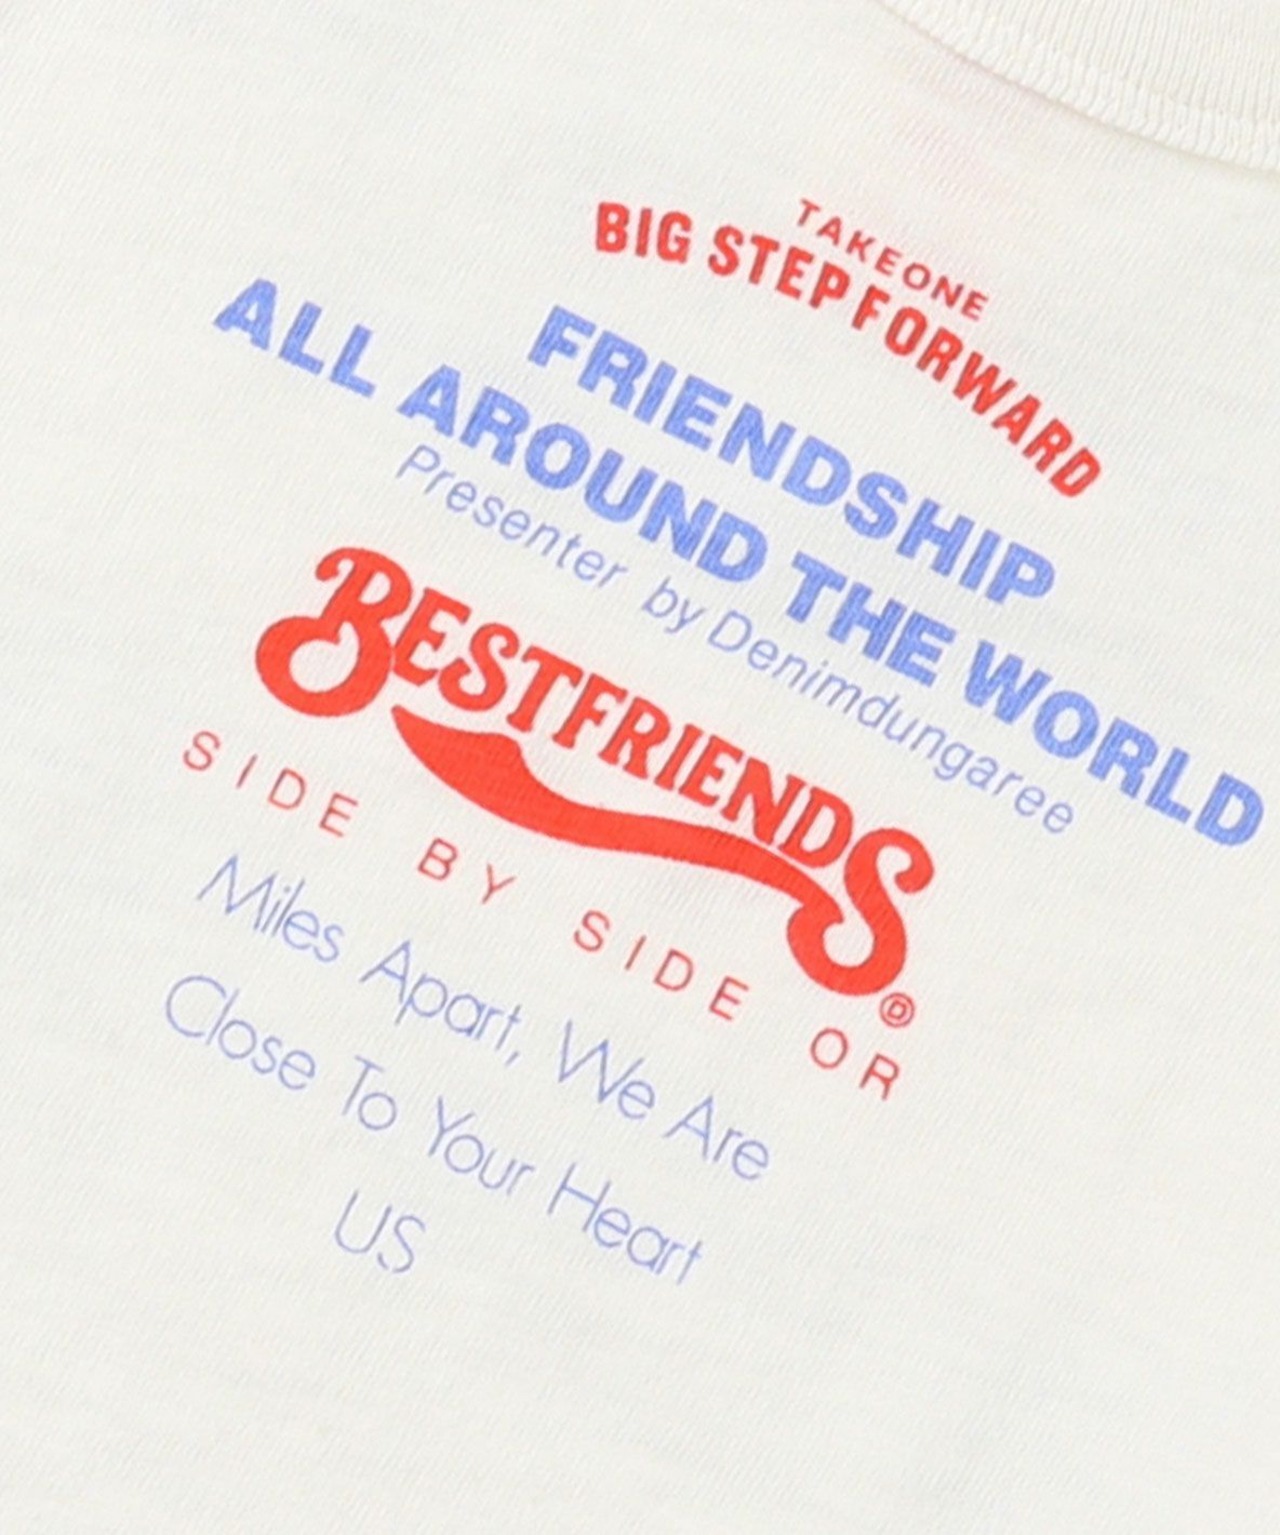 TAKEONE
BIG STEP FORWARD
FRIENDSHIP
ALL AROUND THE WORLD
Presenter by Denimdungaree
BESTFRIENDS
Ⓓ
SIDE BY SIDE OR
Miles Apart, We Are
Close To Your Heart
US